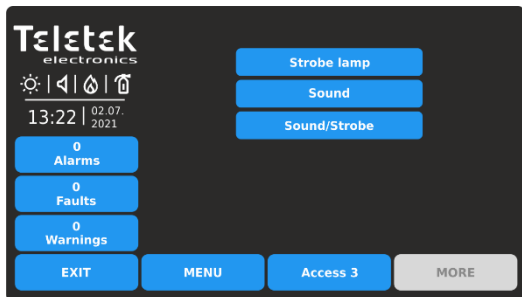 Teletek
electronics
13:22 02.07.
2021
0
Alarms
0
Faults
0
Warnings
Strobe lamp
Sound
Sound/Strobe
EXIT
MENU
Access 3
MORE